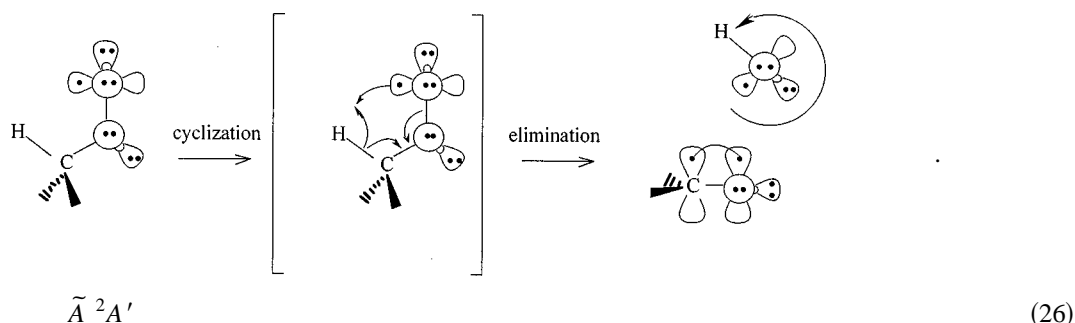 H
H
cyclization
H
elimination
C
C
C
Ã ²A′
(26)